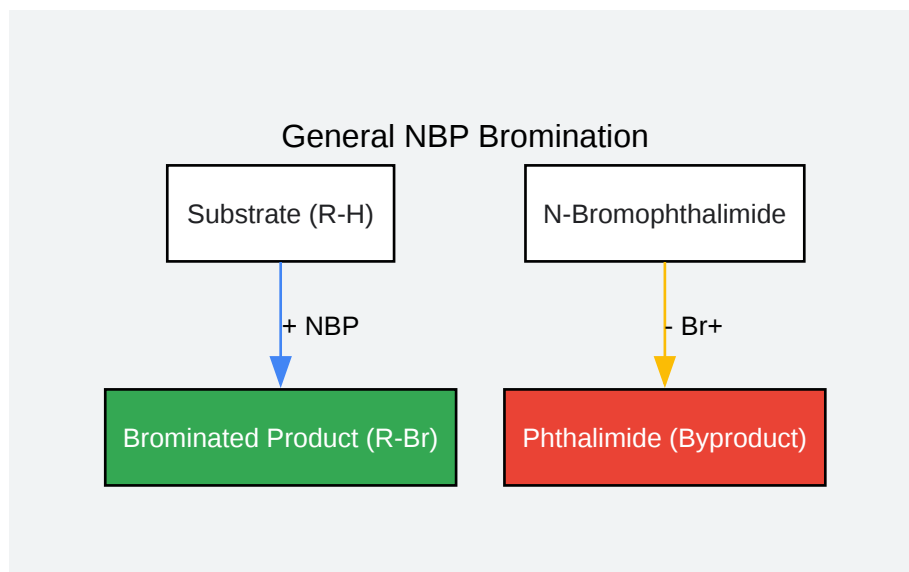 General NBP Bromination
Substrate (R-H)
N-Bromophthalimide
+ NBP
- Br+
Brominated Product (R-Br)
Phthalimide (Byproduct)